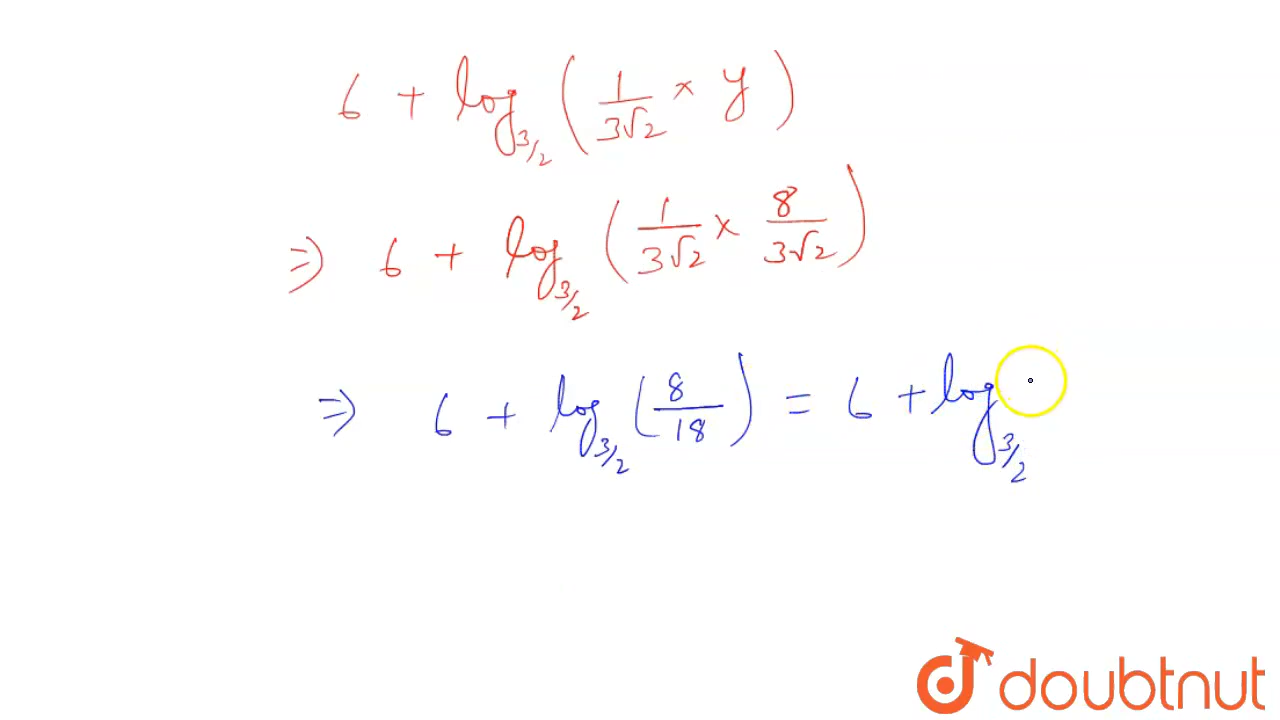 6 + log_{3/2} (1/3√2 × y)
⇒ 6 + log_{3/2} (1/3√2 × 8/3√2)
⇒ 6 + log_{3/2} (8/18) = 6 + log_{3/2}
doubtnut